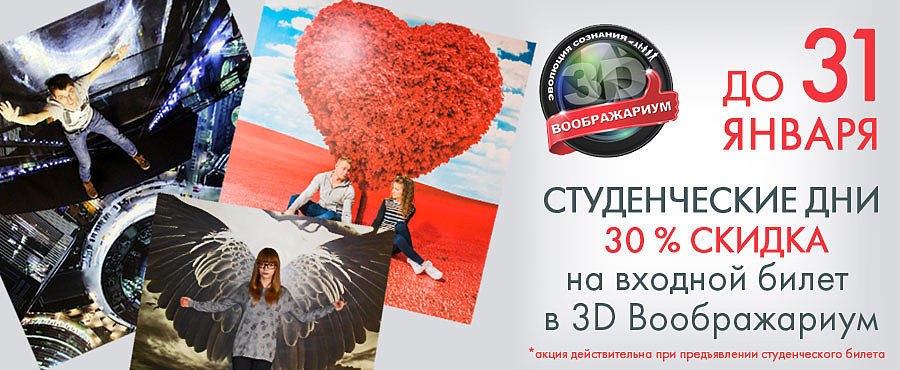 ЭВОЛЮЦИЯ СОЗНАНИЯ
3D
ВООБРАЖАРИУМ
ДО 31
ЯНВАРЯ
СТУДЕНЧЕСКИЕ ДНИ
30 % СКИДКА
на входной билет
в 3D Воображариум
*акция действительна при предъявлении студенческого билета